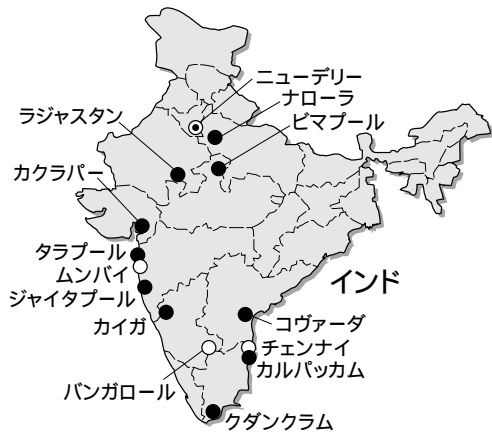 ニューデリー
ナローラ
ビマプール
ラジャスタン
カクラパー
タラプール
ムンバイ
ジャイタプール
カイガ
インド
コヴァーダ
チェンナイ
カルパッカム
バンガロール
クダンクラム